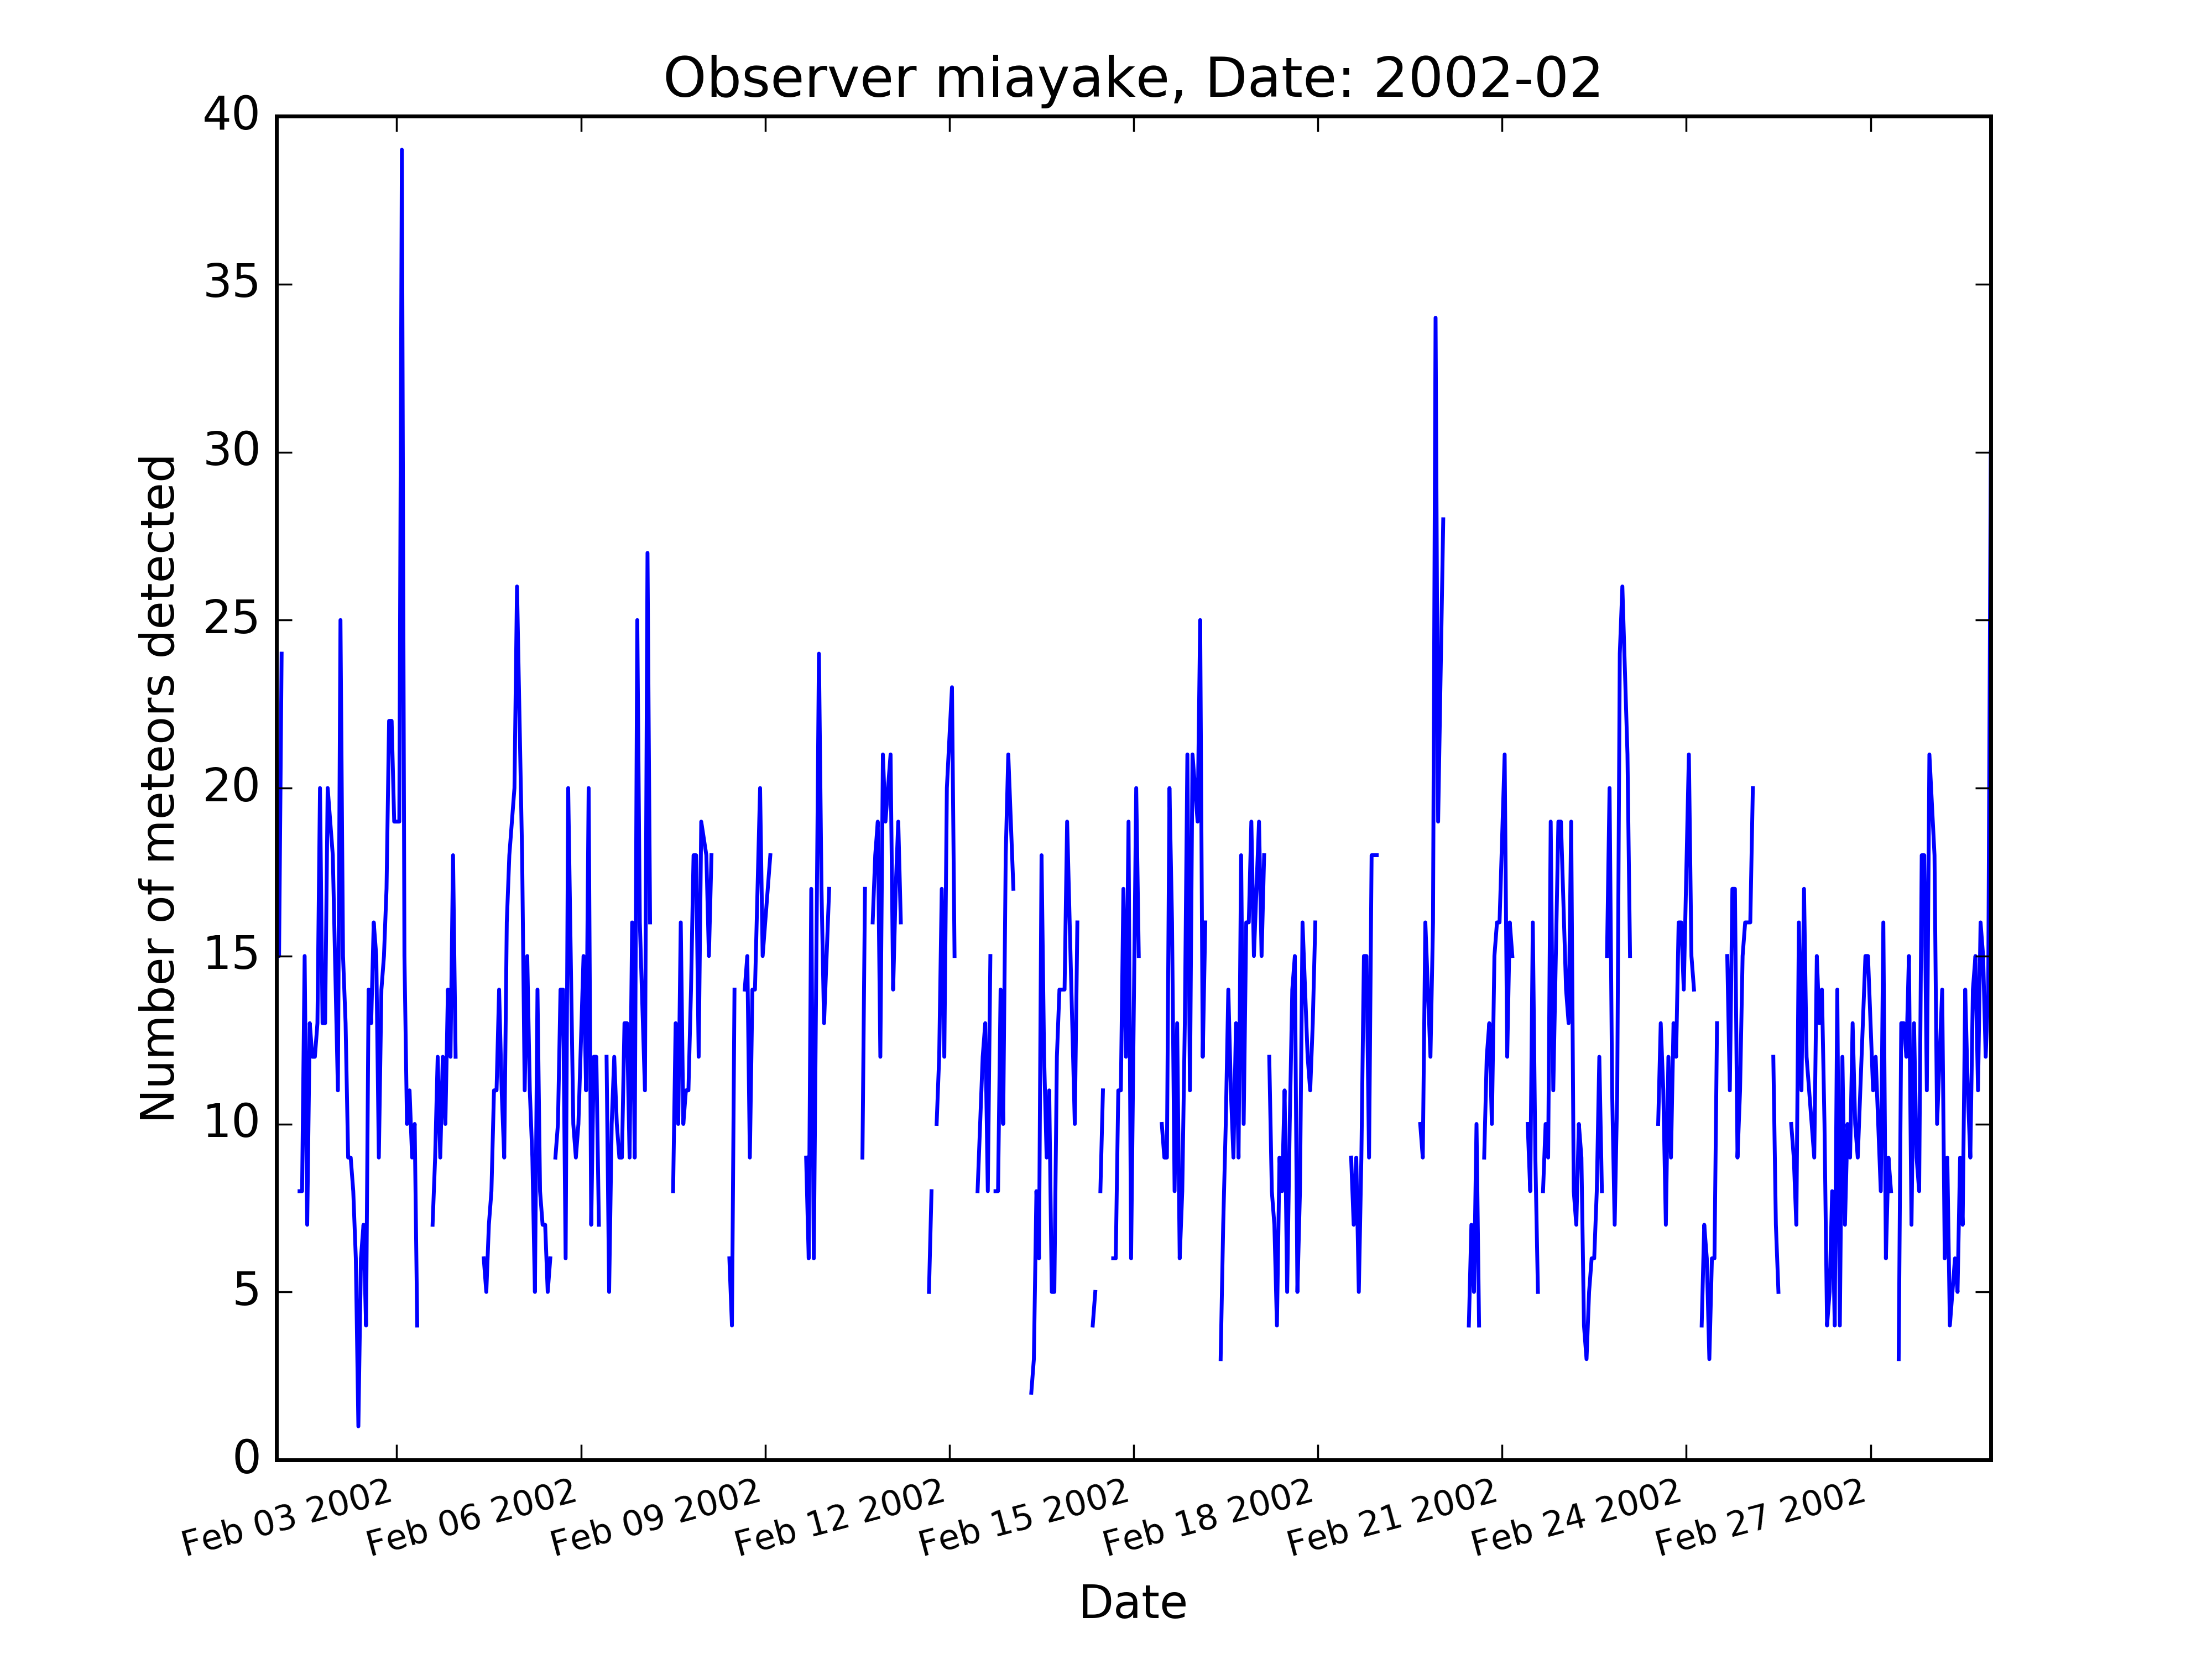 Observer miayake, Date: 2002-02
Number of meteors detected
40
35
30
25
20
15
10
5
0
Feb 03 2002
Feb 06 2002
Feb 09 2002
Feb 12 2002
Feb 15 2002
Feb 18 2002
Feb 21 2002
Feb 24 2002
Feb 27 2002
Date